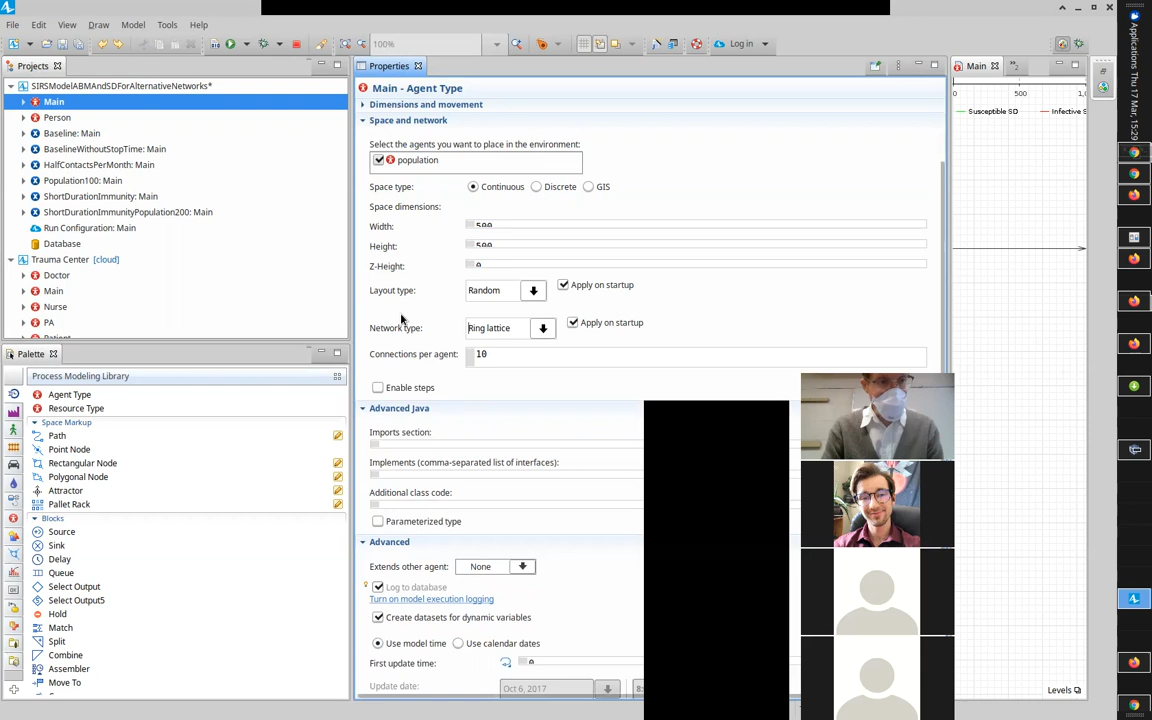 File Edit View Draw Model Tools Help
100% Log in
Applications Thu 17 Mar, 15:29
Projects
SIRSModelABMAndSDForAlternativeNetworks*
Main
Person
Baseline: Main
BaselineWithoutStopTime: Main
HalfContactsPerMonth: Main
Population100: Main
ShortDurationImmunity: Main
ShortDurationImmunityPopulation200: Main
Run Configuration: Main
Database
Trauma Center [cloud]
Doctor
Main
Nurse
PA
Palette
Process Modeling Library
Agent Type
Resource Type
Space Markup
Path
Point Node
Rectangular Node
Polygonal Node
Attractor
Pallet Rack
Blocks
Source
Sink
Delay
Queue
Select Output
Select Output5
Hold
Match
Split
Combine
Assembler
Move To
Properties
Main - Agent Type
Dimensions and movement
Space and network
Select the agents you want to place in the environment:
population
Space type: Continuous Discrete GIS
Space dimensions:
Width: 500
Height: 500
Z-Height: 0
Layout type: Random Apply on startup
Network type: Ring lattice Apply on startup
Connections per agent: 10
Enable steps
Advanced Java
Imports section:
Implements (comma-separated list of interfaces):
Additional class code:
Parameterized type
Advanced
Extends other agent: None
Log to database
Turn on model execution logging
Create datasets for dynamic variables
Use model time Use calendar dates
First update time: 0
Update date: Oct 6, 2017 8:
Main
0 500 1,0
Susceptible SD Infective S
Levels